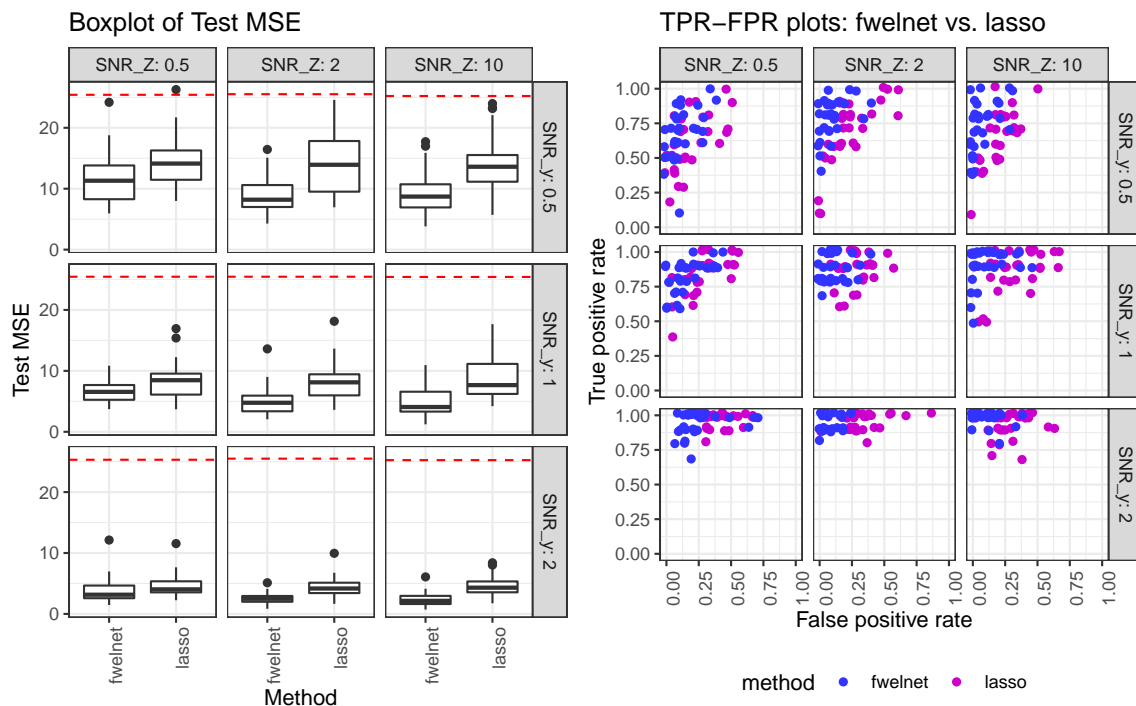 Boxplot of Test MSE
SNR_Z: 0.5
SNR_Z: 2
SNR_Z: 10
SNR_y: 0.5
SNR_y: 1
SNR_y: 2
20
10
0
20
10
0
20
10
0
Test MSE
fwelnet
lasso
fwelnet
lasso
fwelnet
lasso
Method
TPR−FPR plots: fwelnet vs. lasso
SNR_Z: 0.5
SNR_Z: 2
SNR_Z: 10
SNR_y: 0.5
SNR_y: 1
SNR_y: 2
1.00
0.75
0.50
0.25
0.00
1.00
0.75
0.50
0.25
0.00
1.00
0.75
0.50
0.25
0.00
True positive rate
0.00
0.25
0.50
0.75
1.00
0.00
0.25
0.50
0.75
1.00
0.00
0.25
0.50
0.75
1.00
False positive rate
method fwelnet lasso